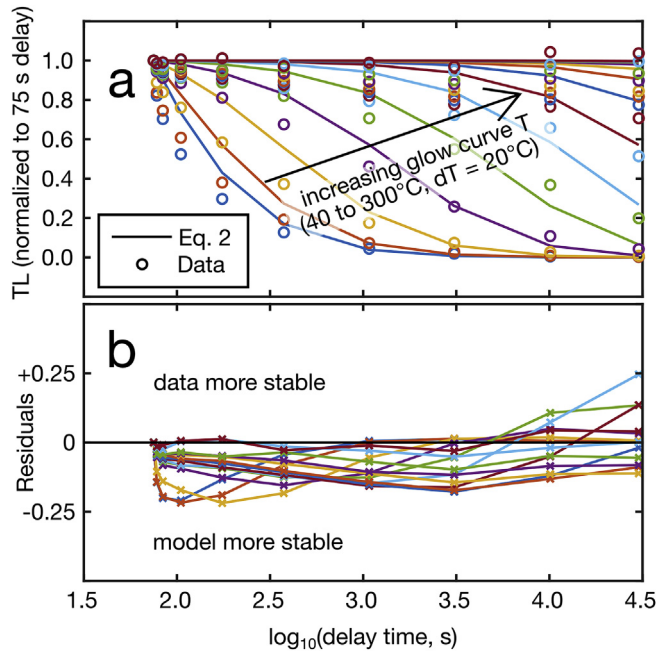 a
TL (normalized to 75 s delay)
1.0
0.8
0.6
0.4
0.2
0.0
increasing glow curve T
(40 to 300°C, dT = 20°C)
Eq. 2
Data
b
Residuals
+0.25
0
-0.25
data more stable
model more stable
1.5 2.0 2.5 3.0 3.5 4.0 4.5
log₁₀(delay time, s)